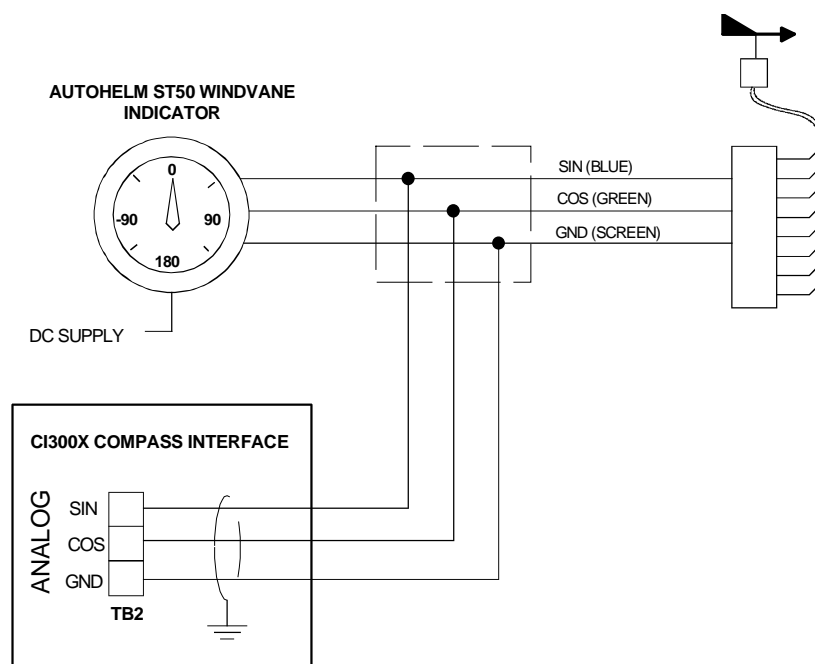 AUTOHELM ST50 WINDVANE
INDICATOR
0
-90
90
180
DC SUPPLY
SIN (BLUE)
COS (GREEN)
GND (SCREEN)
CI300X COMPASS INTERFACE
ANALOG
SIN
COS
GND
TB2